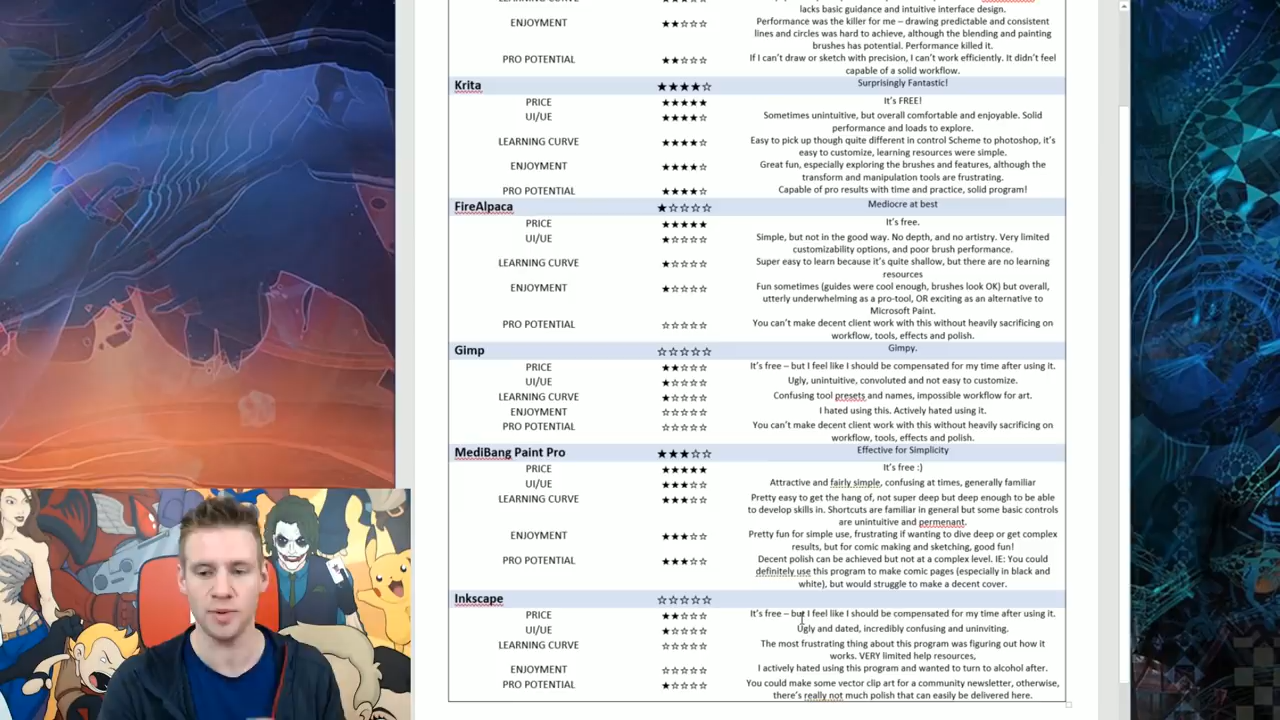 lacks basic guidance and intuitive interface design.
ENJOYMENT ★★☆☆☆ Performance was the killer for me – drawing predictable and consistent
lines and circles was hard to achieve, although the blending and painting
brushes has potential. Performance killed it.
PRO POTENTIAL ★★☆☆☆ If I can't draw or sketch with precision, I can't work efficiently. It didn't feel
capable of a solid workflow.
Krita ★★★★☆ Surprisingly Fantastic!
PRICE ★★★★★ It's FREE!
UI/UE ★★★★☆ Sometimes unintuitive, but overall comfortable and enjoyable. Solid
performance and loads to explore.
LEARNING CURVE ★★★★☆ Easy to pick up though quite different in control Scheme to photoshop, it's
easy to customize, learning resources were simple.
ENJOYMENT ★★★★☆ Great fun, especially exploring the brushes and features, although the
transform and manipulation tools are frustrating.
PRO POTENTIAL ★★★★☆ Capable of pro results with time and practice, solid program!
FireAlpaca ★☆☆☆☆ Mediocre at best
PRICE ★★★★★ It's free.
UI/UE ★☆☆☆☆ Simple, but not in the good way. No depth, and no artistry. Very limited
customizability options, and poor brush performance.
LEARNING CURVE ★☆☆☆☆ Super easy to learn because it's quite shallow, but there are no learning
resources
ENJOYMENT ★☆☆☆☆ Fun sometimes (guides were cool enough, brushes look OK) but overall,
utterly underwhelming as a pro-tool, OR exciting as an alternative to
Microsoft Paint.
PRO POTENTIAL ☆☆☆☆☆ You can't make decent client work with this without heavily sacrificing on
workflow, tools, effects and polish.
Gimp ☆☆☆☆☆ Gimpy.
PRICE ★★☆☆☆ It's free – but I feel like I should be compensated for my time after using it.
UI/UE ★☆☆☆☆ Ugly, unintuitive, convoluted and not easy to customize.
LEARNING CURVE ★☆☆☆☆ Confusing tool presets and names, impossible workflow for art.
ENJOYMENT ☆☆☆☆☆ I hated using this. Actively hated using it.
PRO POTENTIAL ☆☆☆☆☆ You can't make decent client work with this without heavily sacrificing on
workflow, tools, effects and polish.
MediBang Paint Pro ★★★☆☆ Effective for Simplicity
PRICE ★★★★★ It's free :)
UI/UE ★★★☆☆ Attractive and fairly simple, confusing at times, generally familiar
LEARNING CURVE ★★★☆☆ Pretty easy to get the hang of, not super deep but deep enough to be able
to develop skills in. Shortcuts are familiar in general but some basic controls
are unintuitive and permenant.
ENJOYMENT ★★★☆☆ Pretty fun for simple use, frustrating if wanting to dive deep or get complex
results, but for comic making and sketching, good fun!
PRO POTENTIAL ★★★☆☆ Decent polish can be achieved but not at a complex level. IE: You could
definitely use this program to make comic pages (especially in black and
white), but would struggle to make a decent cover.
Inkscape ☆☆☆☆☆
PRICE ★★☆☆☆ It's free – but I feel like I should be compensated for my time after using it.
UI/UE ★☆☆☆☆ Ugly and dated, incredibly confusing and uninviting.
LEARNING CURVE ☆☆☆☆☆ The most frustrating thing about this program was figuring out how it
works. VERY limited help resources,
ENJOYMENT ☆☆☆☆☆ I actively hated using this program and wanted to turn to alcohol after.
PRO POTENTIAL ★☆☆☆☆ You could make some vector clip art for a community newsletter, otherwise,
there's really not much polish that can easily be delivered here.